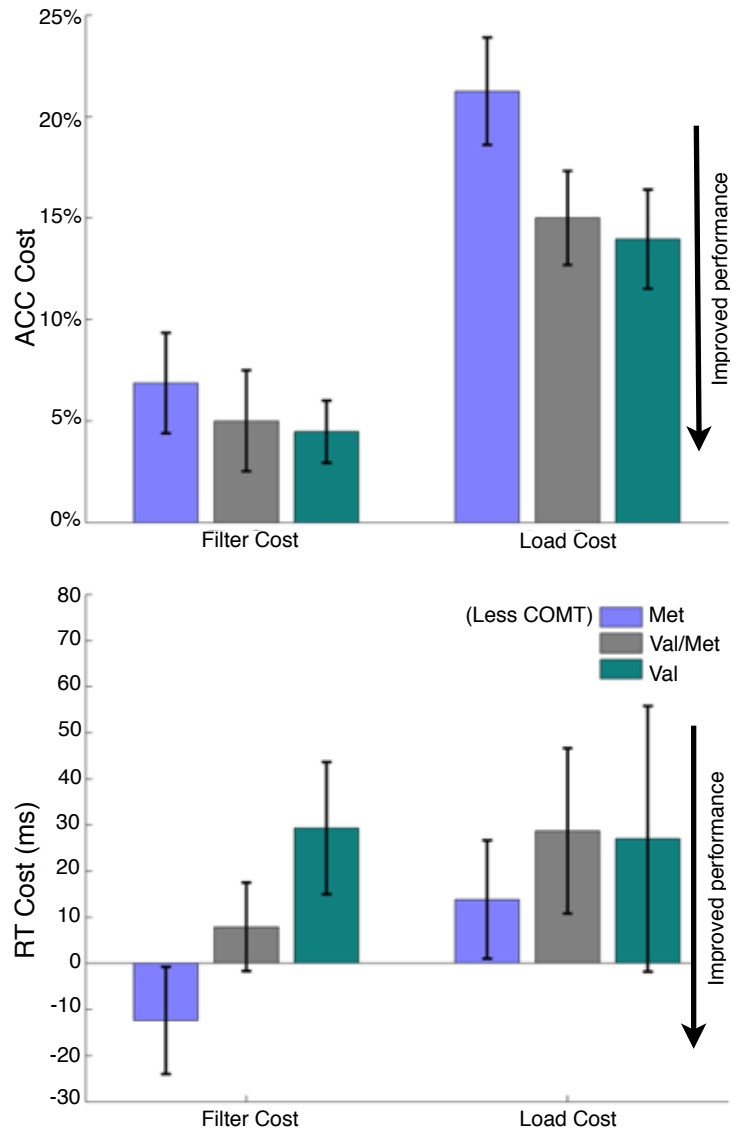 25%
20%
15%
10%
5%
0%
ACC Cost
Filter Cost
Load Cost
Improved performance
80
70
60
50
40
30
20
10
0
-10
-20
-30
RT Cost (ms)
(Less COMT) Met
Val/Met
Val
Filter Cost
Load Cost
Improved performance